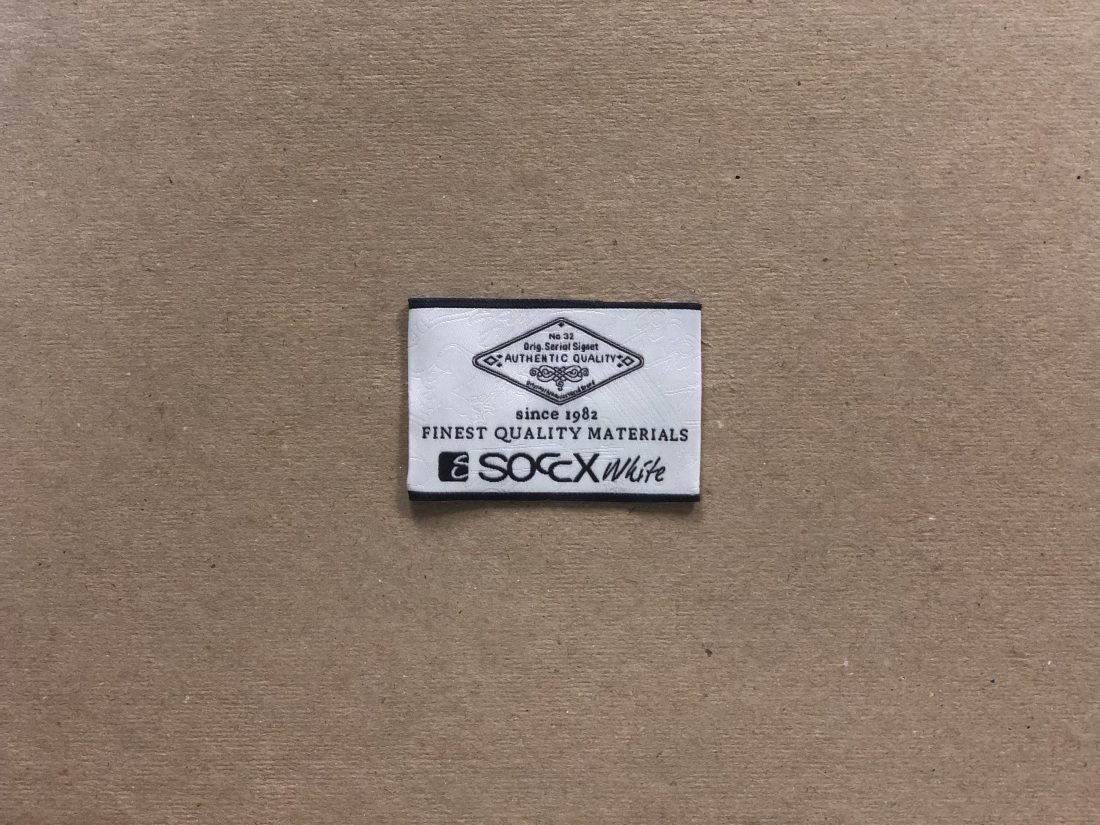 No 32
Orig. Serial Signet
AUTHENTIC QUALITY
since 1982
FINEST QUALITY MATERIALS
SOCCX White